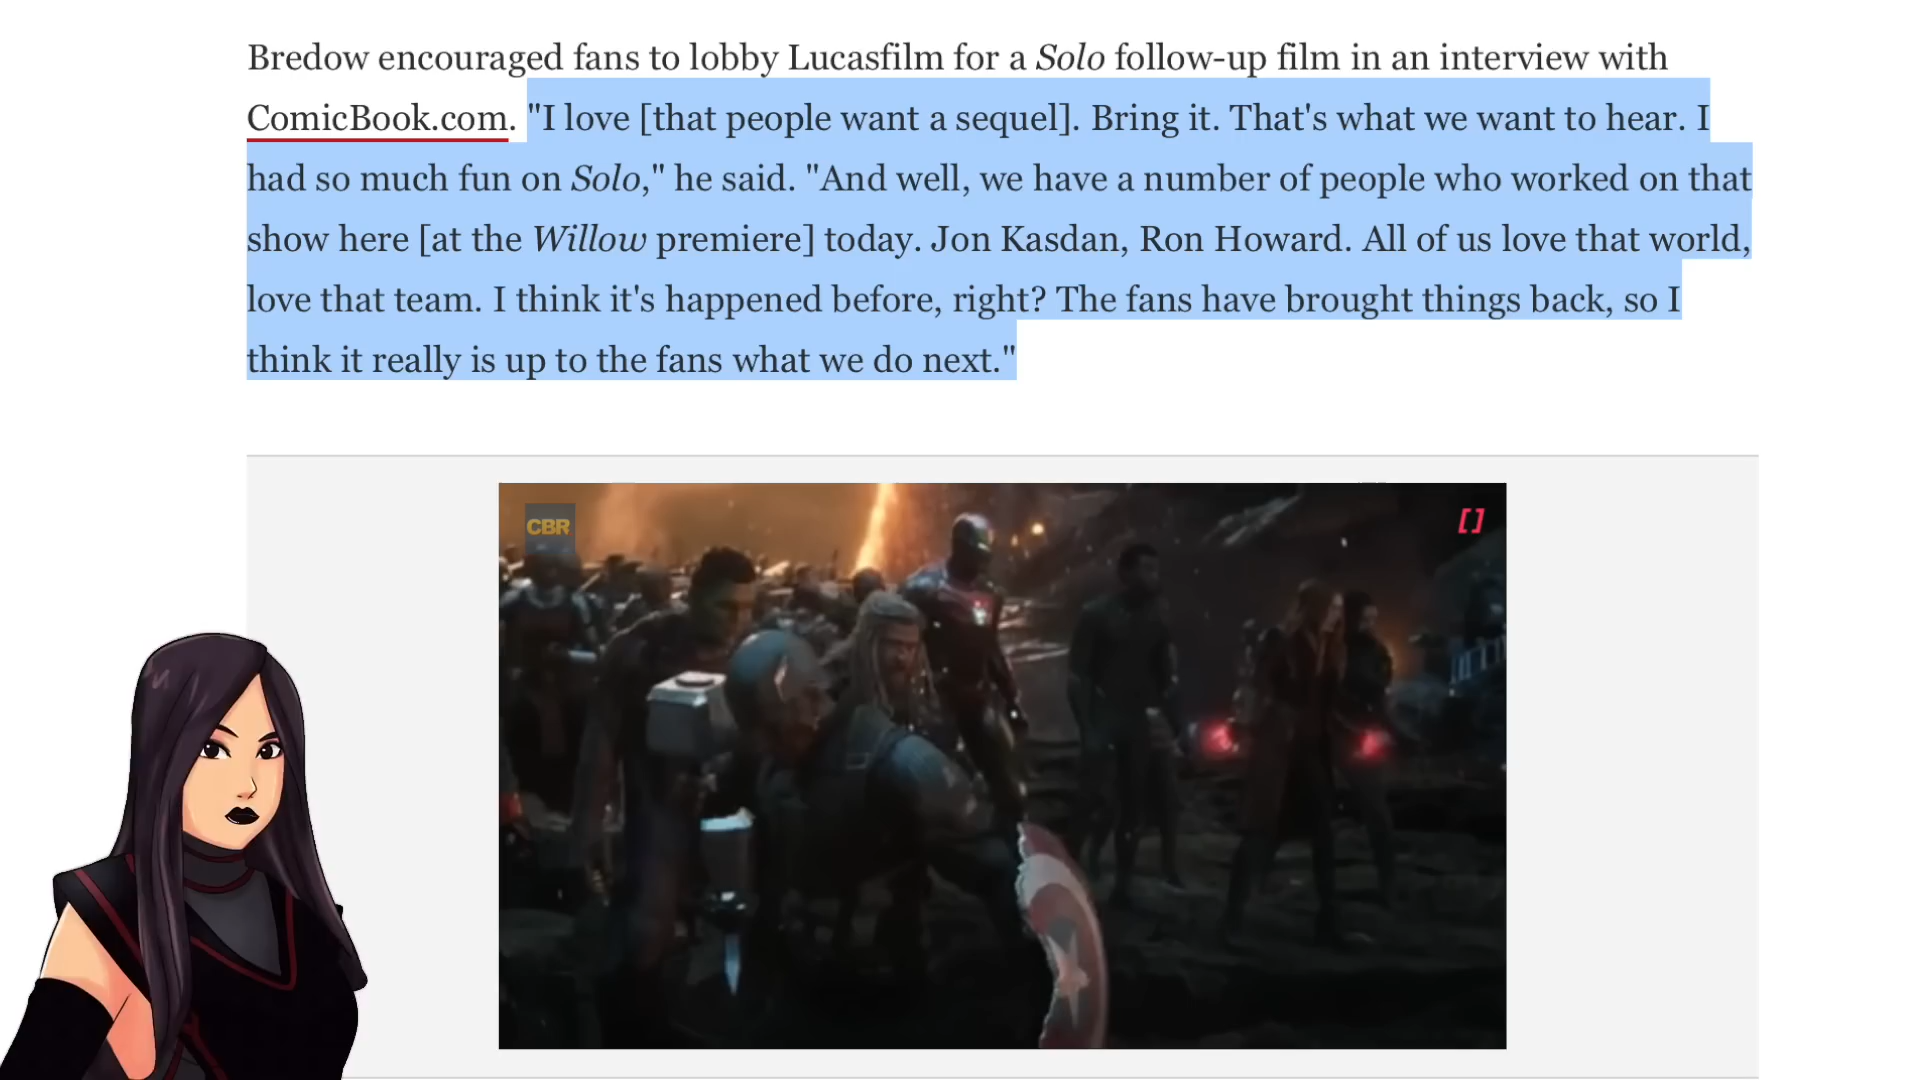 Bredow encouraged fans to lobby Lucasfilm for a Solo follow-up film in an interview with
ComicBook.com. "I love [that people want a sequel]. Bring it. That's what we want to hear. I
had so much fun on Solo," he said. "And well, we have a number of people who worked on that
show here [at the Willow premiere] today. Jon Kasdan, Ron Howard. All of us love that world,
love that team. I think it's happened before, right? The fans have brought things back, so I
think it really is up to the fans what we do next."
CBR
[]